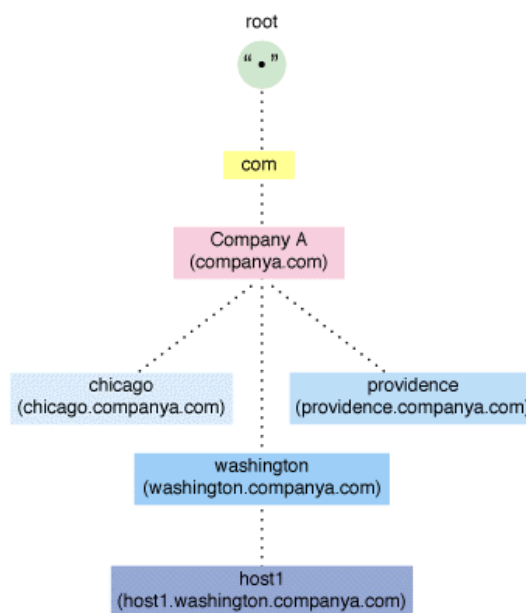 root
“•”
com
Company A
(companya.com)
chicago
(chicago.companya.com)
providence
(providence.companya.com)
washington
(washington.companya.com)
host1
(host1.washington.companya.com)